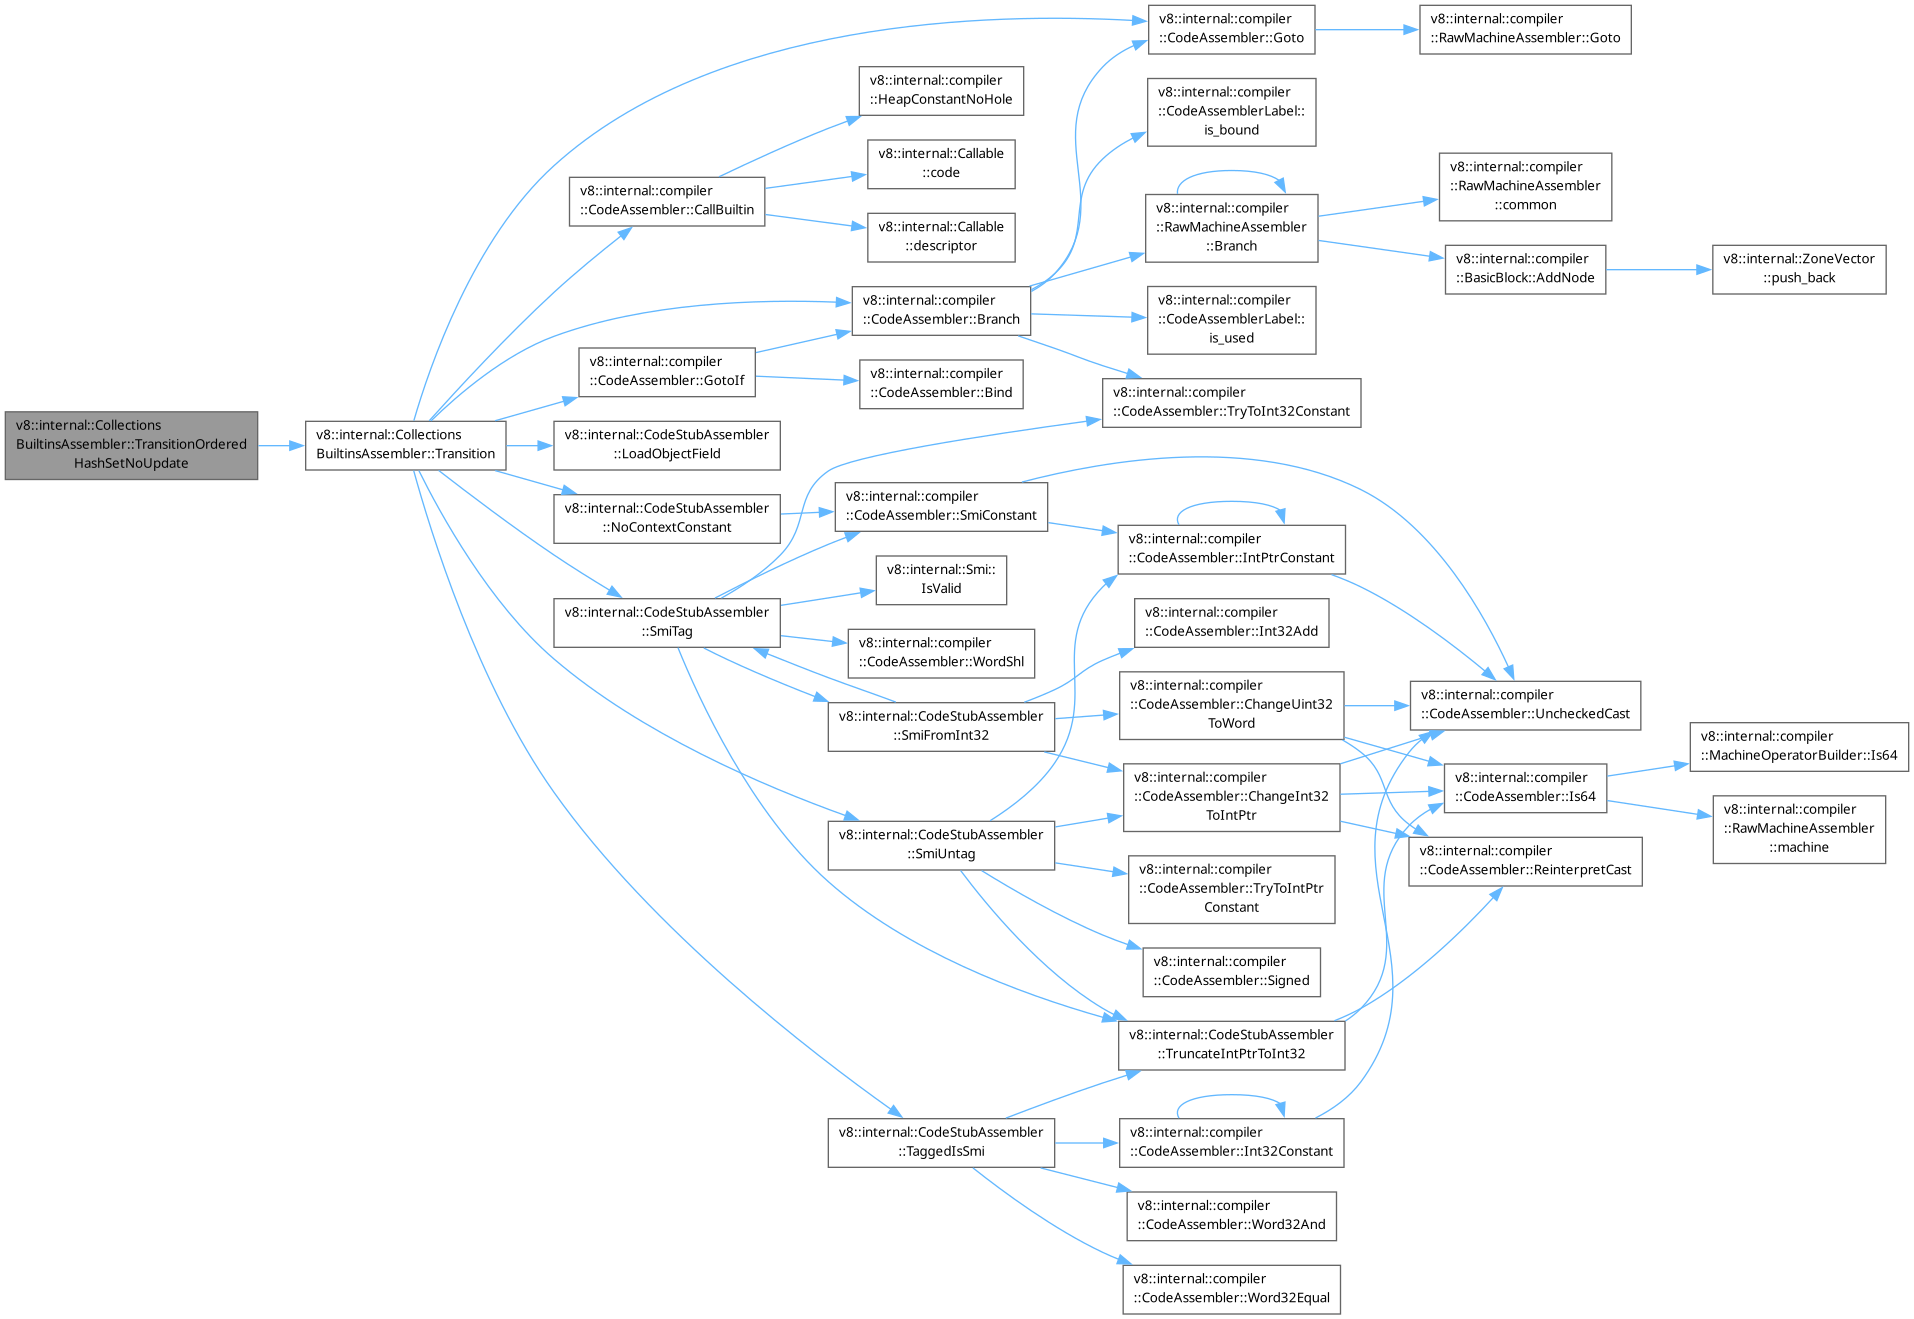 v8::internal::Collections
BuiltinsAssembler::TransitionOrdered
HashSetNoUpdate
v8::internal::Collections
BuiltinsAssembler::Transition
v8::internal::compiler
::CodeAssembler::CallBuiltin
v8::internal::compiler
::CodeAssembler::GotoIf
v8::internal::CodeStubAssembler
::LoadObjectField
v8::internal::CodeStubAssembler
::NoContextConstant
v8::internal::CodeStubAssembler
::SmiTag
v8::internal::compiler
::HeapConstantNoHole
v8::internal::Callable
::code
v8::internal::Callable
::descriptor
v8::internal::compiler
::CodeAssembler::Branch
v8::internal::compiler
::CodeAssembler::Bind
v8::internal::compiler
::CodeAssembler::SmiConstant
v8::internal::Smi::
IsValid
v8::internal::compiler
::CodeAssembler::WordShl
v8::internal::CodeStubAssembler
::SmiFromInt32
v8::internal::CodeStubAssembler
::SmiUntag
v8::internal::CodeStubAssembler
::TaggedIsSmi
v8::internal::compiler
::CodeAssembler::Goto
v8::internal::compiler
::CodeAssemblerLabel::
is_bound
v8::internal::compiler
::RawMachineAssembler
::Branch
v8::internal::compiler
::CodeAssemblerLabel::
is_used
v8::internal::compiler
::CodeAssembler::TryToInt32Constant
v8::internal::compiler
::CodeAssembler::IntPtrConstant
v8::internal::compiler
::CodeAssembler::Int32Add
v8::internal::compiler
::CodeAssembler::ChangeUint32
ToWord
v8::internal::compiler
::CodeAssembler::ChangeInt32
ToIntPtr
v8::internal::compiler
::CodeAssembler::TryToIntPtr
Constant
v8::internal::compiler
::CodeAssembler::Signed
v8::internal::CodeStubAssembler
::TruncateIntPtrToInt32
v8::internal::compiler
::CodeAssembler::Int32Constant
v8::internal::compiler
::CodeAssembler::Word32And
v8::internal::compiler
::CodeAssembler::Word32Equal
v8::internal::compiler
::RawMachineAssembler::Goto
v8::internal::compiler
::RawMachineAssembler
::common
v8::internal::compiler
::BasicBlock::AddNode
v8::internal::compiler
::CodeAssembler::UncheckedCast
v8::internal::compiler
::CodeAssembler::Is64
v8::internal::compiler
::CodeAssembler::ReinterpretCast
v8::internal::ZoneVector
::push_back
v8::internal::compiler
::MachineOperatorBuilder::Is64
v8::internal::compiler
::RawMachineAssembler
::machine